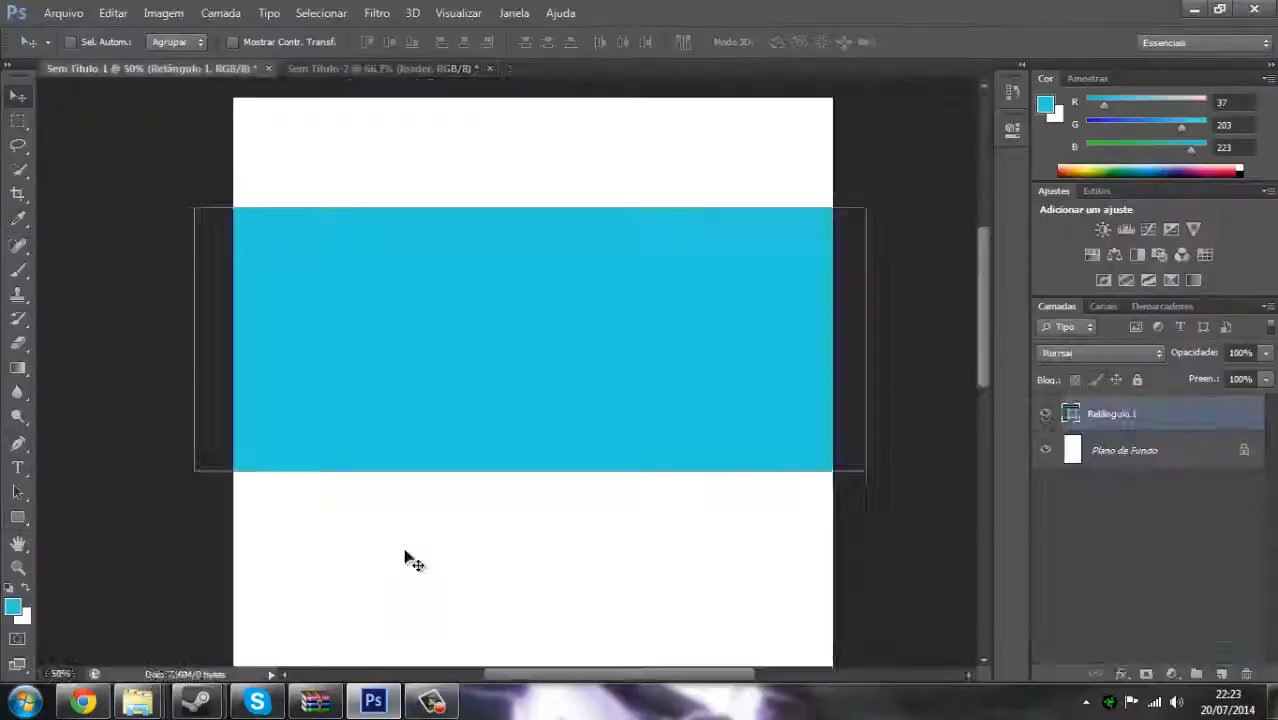 Ps Arquivo Editar Imagem Camada Tipo Selecionar Filtro 3D Visualizar Janela Ajuda
Sel. Autom.: Agrupar Mostrar Contr. Transf. Modo 3D: Essenciais
Sem Título-1 @ 50% (Retângulo 1, RGB/8) * × Sem Título-2 @ 66,7% (loader, RGB/8) * ×
Cor Amostras
R 37
G 203
B 223
Ajustes Estilos
Adicionar um ajuste
Camadas Canais Demarcadores
Tipo
Normal Opacidade: 100%
Bloq.: Preen.: 100%
Retângulo 1
Plano de Fundo
50%
22:23
20/07/2014